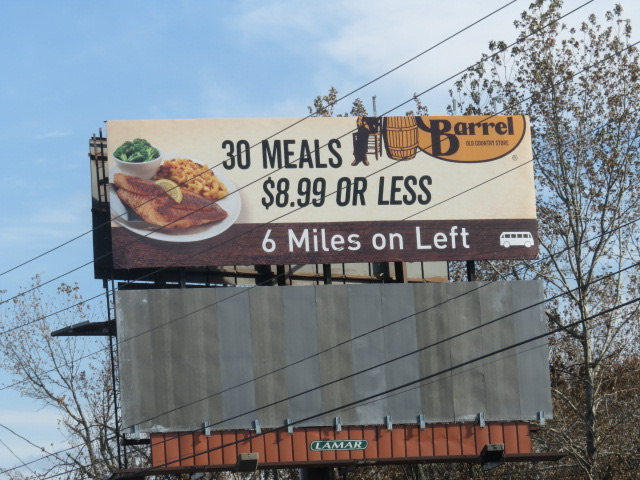 30 MEALS
$8.99 OR LESS
Barrel
OLD COUNTRY STORE
®
6 Miles on Left
LAMAR